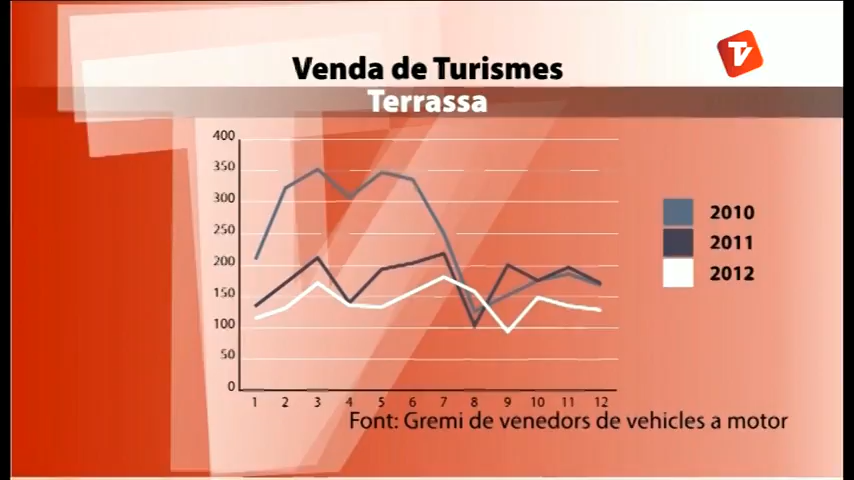 Venda de Turismes
TV
Terrassa
400
350
300
250
200
150
100
50
0
1 2 3 4 5 6 7 8 9 10 11 12
2010
2011
2012
Font: Gremi de venedors de vehicles a motor